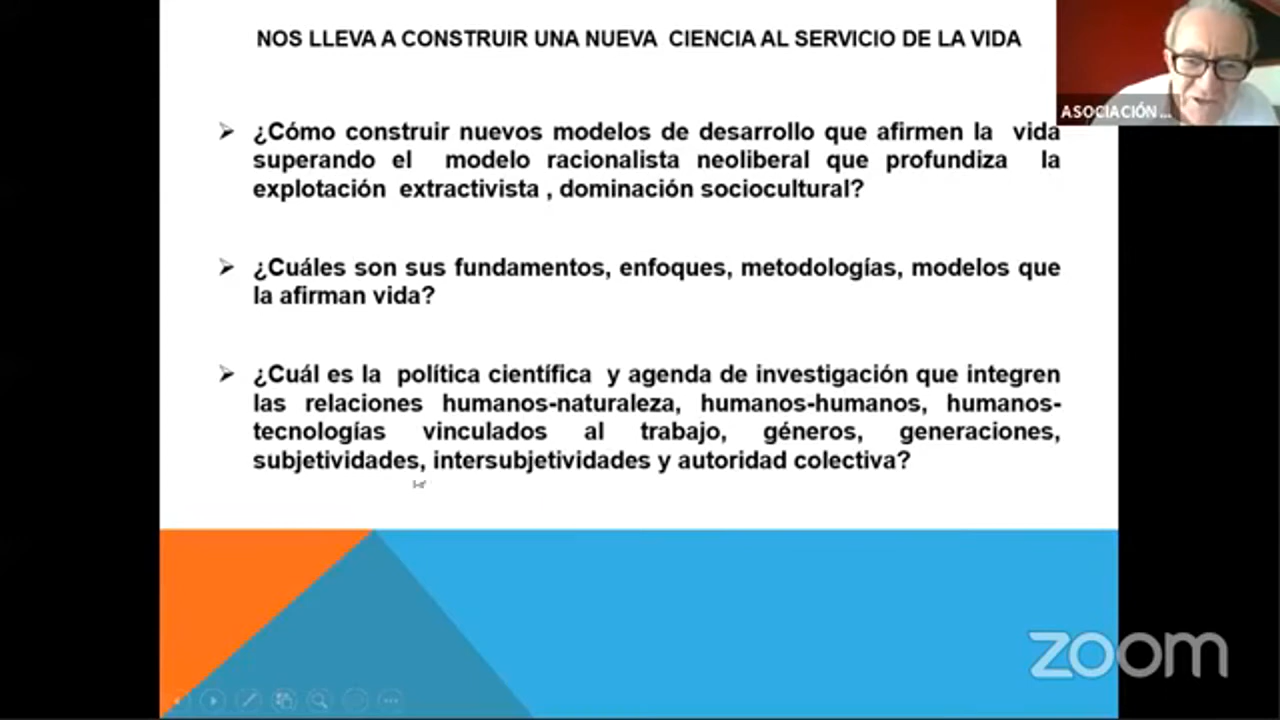 NOS LLEVA A CONSTRUIR UNA NUEVA CIENCIA AL SERVICIO DE LA VIDA
ASOCIACIÓN...
¿Cómo construir nuevos modelos de desarrollo que afirmen la vida
superando el modelo racionalista neoliberal que profundiza la
explotación extractivista , dominación sociocultural?
¿Cuáles son sus fundamentos, enfoques, metodologías, modelos que
la afirman vida?
¿Cuál es la política científica y agenda de investigación que integren
las relaciones humanos-naturaleza, humanos-humanos, humanos-
tecnologías vinculados al trabajo, géneros, generaciones,
subjetividades, intersubjetividades y autoridad colectiva?
zoom